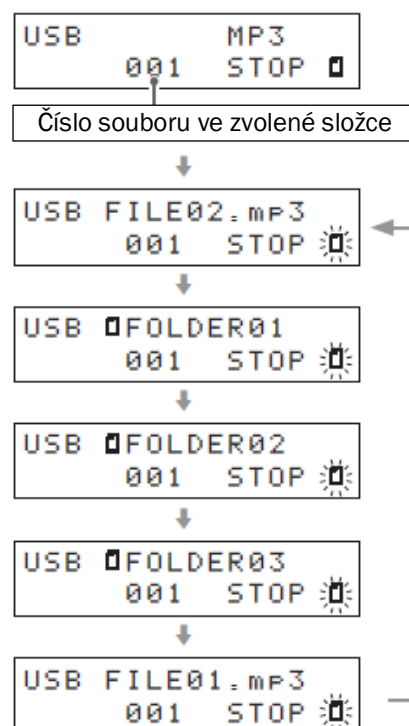 USB MP3
001 STOP
Číslo souboru ve zvolené složce
USB FILE02.mp3
001 STOP
USB FOLDER01
001 STOP
USB FOLDER02
001 STOP
USB FOLDER03
001 STOP
USB FILE01.mp3
001 STOP